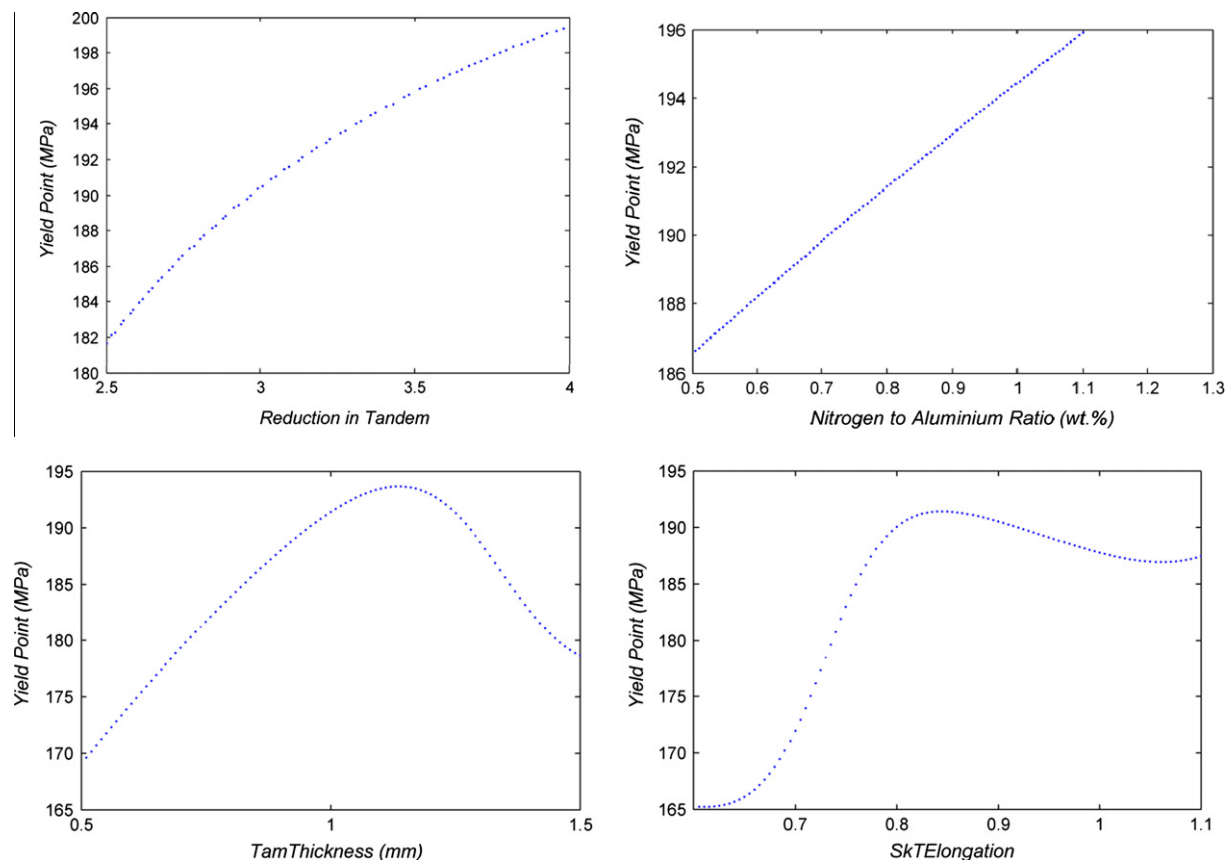 200
198
196
194
192
190
188
186
184
182
180
Yield Point (MPa)
2.5 3 3.5 4
Reduction in Tandem
196
194
192
190
188
186
Yield Point (MPa)
0.5 0.6 0.7 0.8 0.9 1 1.1 1.2 1.3
Nitrogen to Aluminium Ratio (wt.%)
195
190
185
180
175
170
165
Yield Point (MPa)
0.5 1 1.5
TamThickness (mm)
195
190
185
180
175
170
165
Yield Point (MPa)
0.7 0.8 0.9 1 1.1
SkTElongation